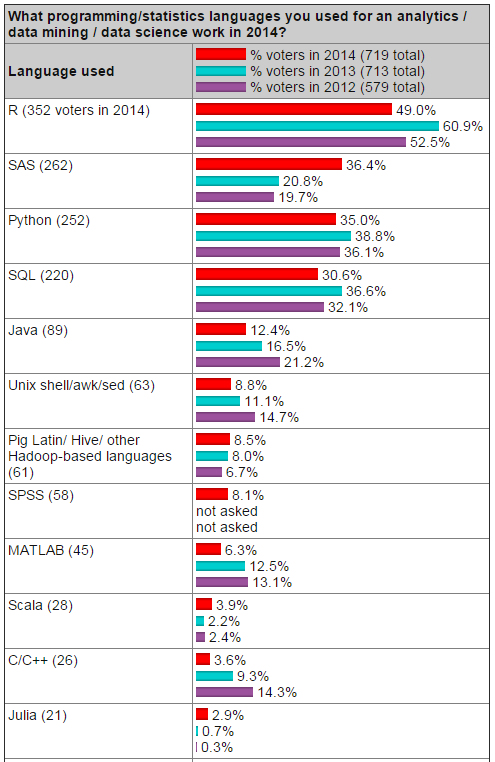 What programming/statistics languages you used for an analytics /
data mining / data science work in 2014?
Language used
% voters in 2014 (719 total)
% voters in 2013 (713 total)
% voters in 2012 (579 total)
R (352 voters in 2014)
49.0%
60.9%
52.5%
SAS (262)
36.4%
20.8%
19.7%
Python (252)
35.0%
38.8%
36.1%
SQL (220)
30.6%
36.6%
32.1%
Java (89)
12.4%
16.5%
21.2%
Unix shell/awk/sed (63)
8.8%
11.1%
14.7%
Pig Latin/ Hive/ other
Hadoop-based languages
(61)
8.5%
8.0%
6.7%
SPSS (58)
8.1%
not asked
not asked
MATLAB (45)
6.3%
12.5%
13.1%
Scala (28)
3.9%
2.2%
2.4%
C/C++ (26)
3.6%
9.3%
14.3%
Julia (21)
2.9%
0.7%
0.3%